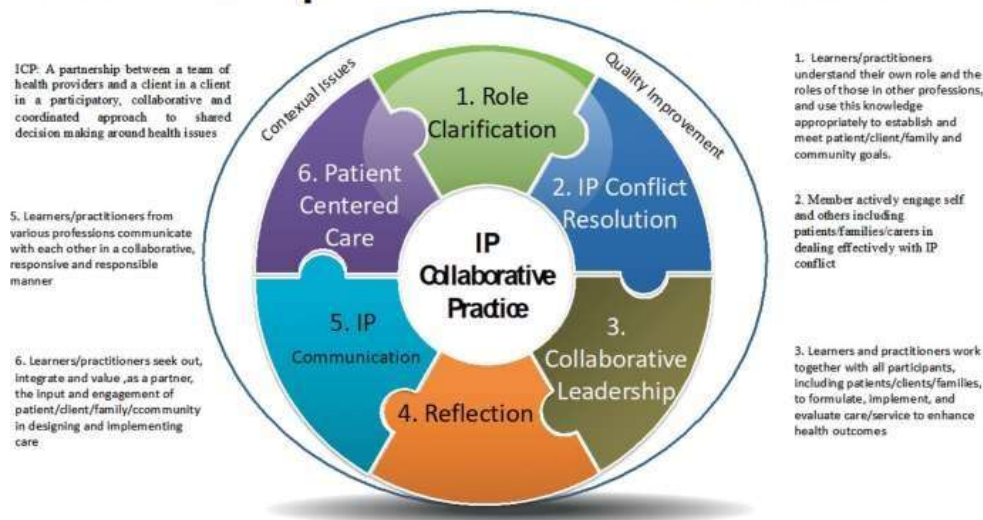 ICP: A partnership between a team of
health providers and a client in a client
in a participatory, collaborative and
coordinated approach to shared
decision making around health issues
5. Learners/practitioners from
various professions communicate
with each other in a collaborative,
responsive and responsible
manner
6. Learners/practitioners seek out,
integrate and value ,as a partner,
the input and engagement of
patient/client/family/ccommunity
in designing and implementing
care
Contexual Issues
Quality Improvement
1. Role
Clarification
2. IP Conflict
Resolution
3.
Collaborative
Leadership
4. Reflection
5. IP
Communication
6. Patient
Centered
Care
IP
Collaborative
Practice
1. Learners/practitioners
understand their own role and the
roles of those in other professions,
and use this knowledge
appropriately to establish and
meet patient/client/family and
community goals.
2. Member actively engage self
and others including
patients/families/carers in
dealing effectively with IP
conflict
3. Learners and practitioners work
together with all participants,
including patients/clients/families,
to formulate, implement, and
evaluate care/service to enhance
health outcomes